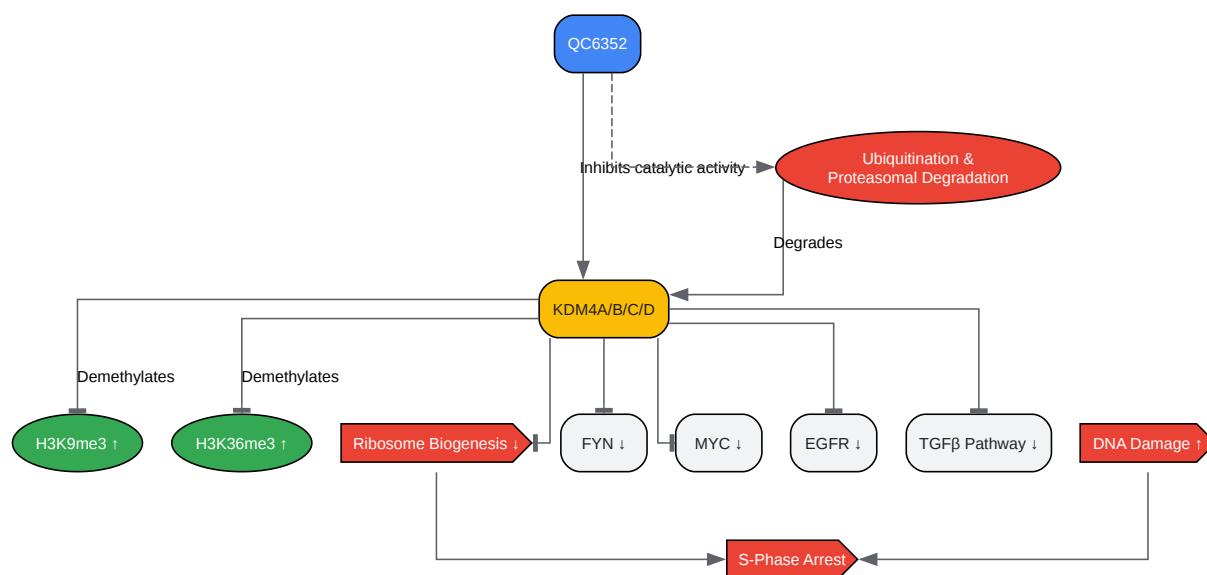 QC6352
Ubiquitination &
Proteasomal Degradation
Inhibits catalytic activity
Degrades
KDM4A/B/C/D
Demethylates
Demethylates
H3K9me3 ↑
H3K36me3 ↑
Ribosome Biogenesis ↓
FYN ↓
MYC ↓
EGFR ↓
TGFβ Pathway ↓
DNA Damage ↑
S-Phase Arrest